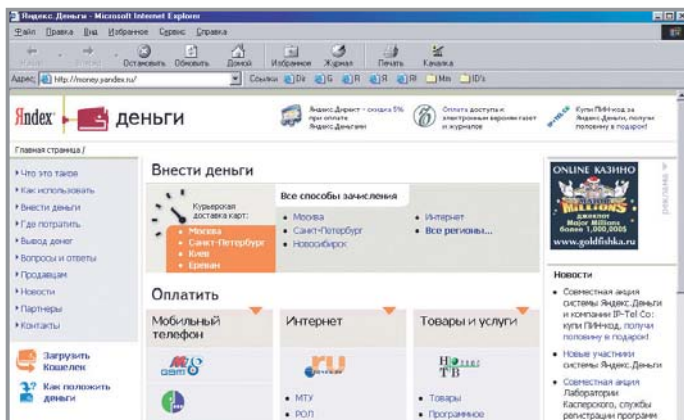 Яндекс.Деньги - Microsoft Internet Explorer
Файл Правка Вид Избранное Сервис Справка
Остановить Обновить Домой Избранное Журнал Печать Качалка
Адрес: http://money.yandex.ru/
Ссылки
Яndex деньги
Яндекс.Директ - скидка 5%
при оплате
Яндекс.Деньгами
Оплата доступа к
электронным версиям газет
и журналов
Купи ПИН-код за
Яндекс.Деньги, получи
половину в подарок!
Главная страница /
Что это такое
Как использовать
Внести деньги
Где потратить
Вывод денег
Вопросы и ответы
Продавцам
Новости
Партнеры
Контакты
Загрузить
Кошелек
Как положить
деньги
Внести деньги
Курьерская
доставка карт:
• Москва
• Санкт-Петербург
• Киев
• Ереван
Все способы зачисления
• Москва
• Санкт-Петербург
• Новосибирск
• Интернет
• Все регионы...
Оплатить
Мобильный
телефон
Интернет
• МТУ
• РОЛ
Товары и услуги
НТВ
• Товары
• Программное
ONLINE КАЗИНО
MAJOR
MILLIONS
джекпот
Major Millions
более 1,000,000$
www.goldfishka.ru
реклама
Новости
• Совместная акция
системы Яндекс.Деньги
и компании IP-Tel Co:
купи ПИН-код, получи
половину в подарок!
• Новые участники
системы Яндекс.Деньги
• Совместная акция
Лаборатории
Касперского, службы
регистрации программ